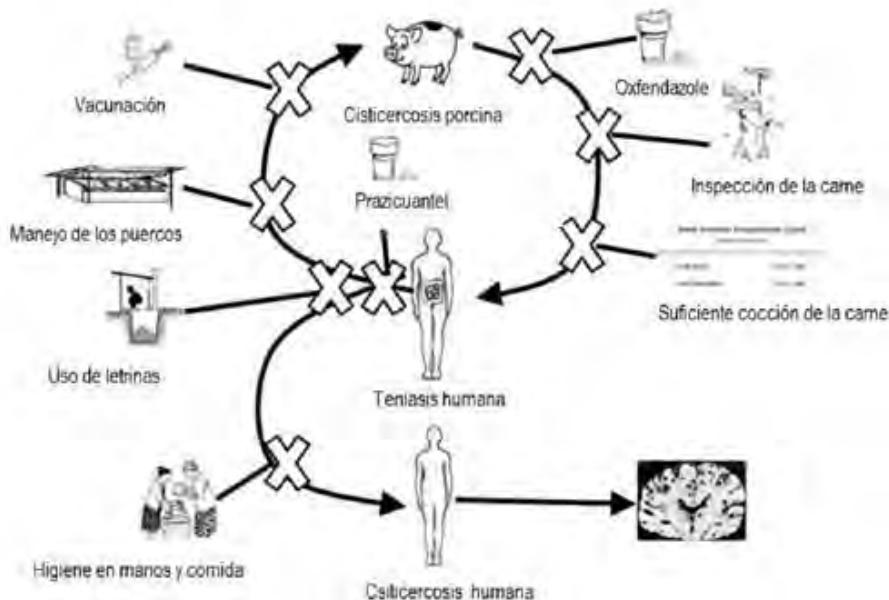 Vacunación
Cisticercosis porcina
Oxfendazole
Manejo de los puercos
Prazicuantel
Inspección de la carne
Suficiente cocción de la carne
Uso de letrinas
Teniasis humana
Higiene en manos y comida
Csiticercosis humana